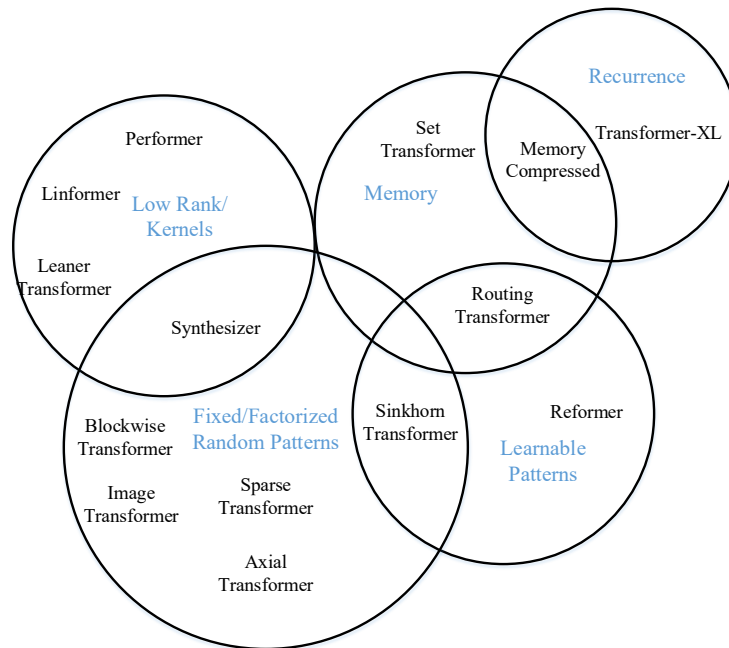 Recurrence
Transformer-XL
Memory
Compressed
Set
Transformer
Memory
Performer
Linformer
Low Rank/
Kernels
Leaner
Transformer
Synthesizer
Routing
Transformer
Fixed/Factorized
Random Patterns
Sinkhorn
Transformer
Reformer
Learnable
Patterns
Blockwise
Transformer
Image
Transformer
Sparse
Transformer
Axial
Transformer